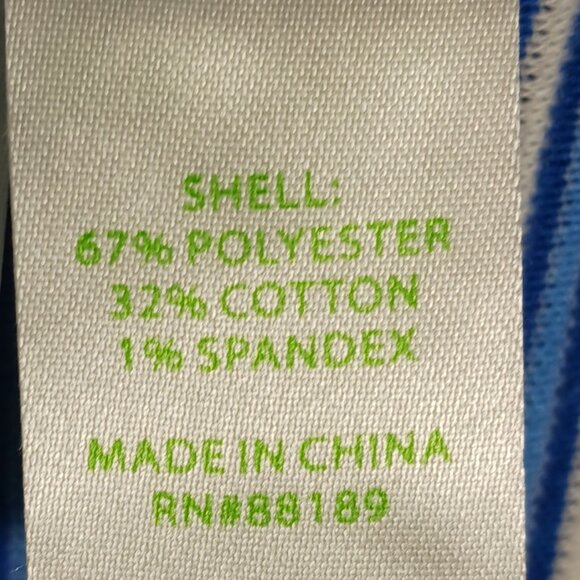 SHELL:
67% POLYESTER
32% COTTON
1% SPANDEX
MADE IN CHINA
RN#88189